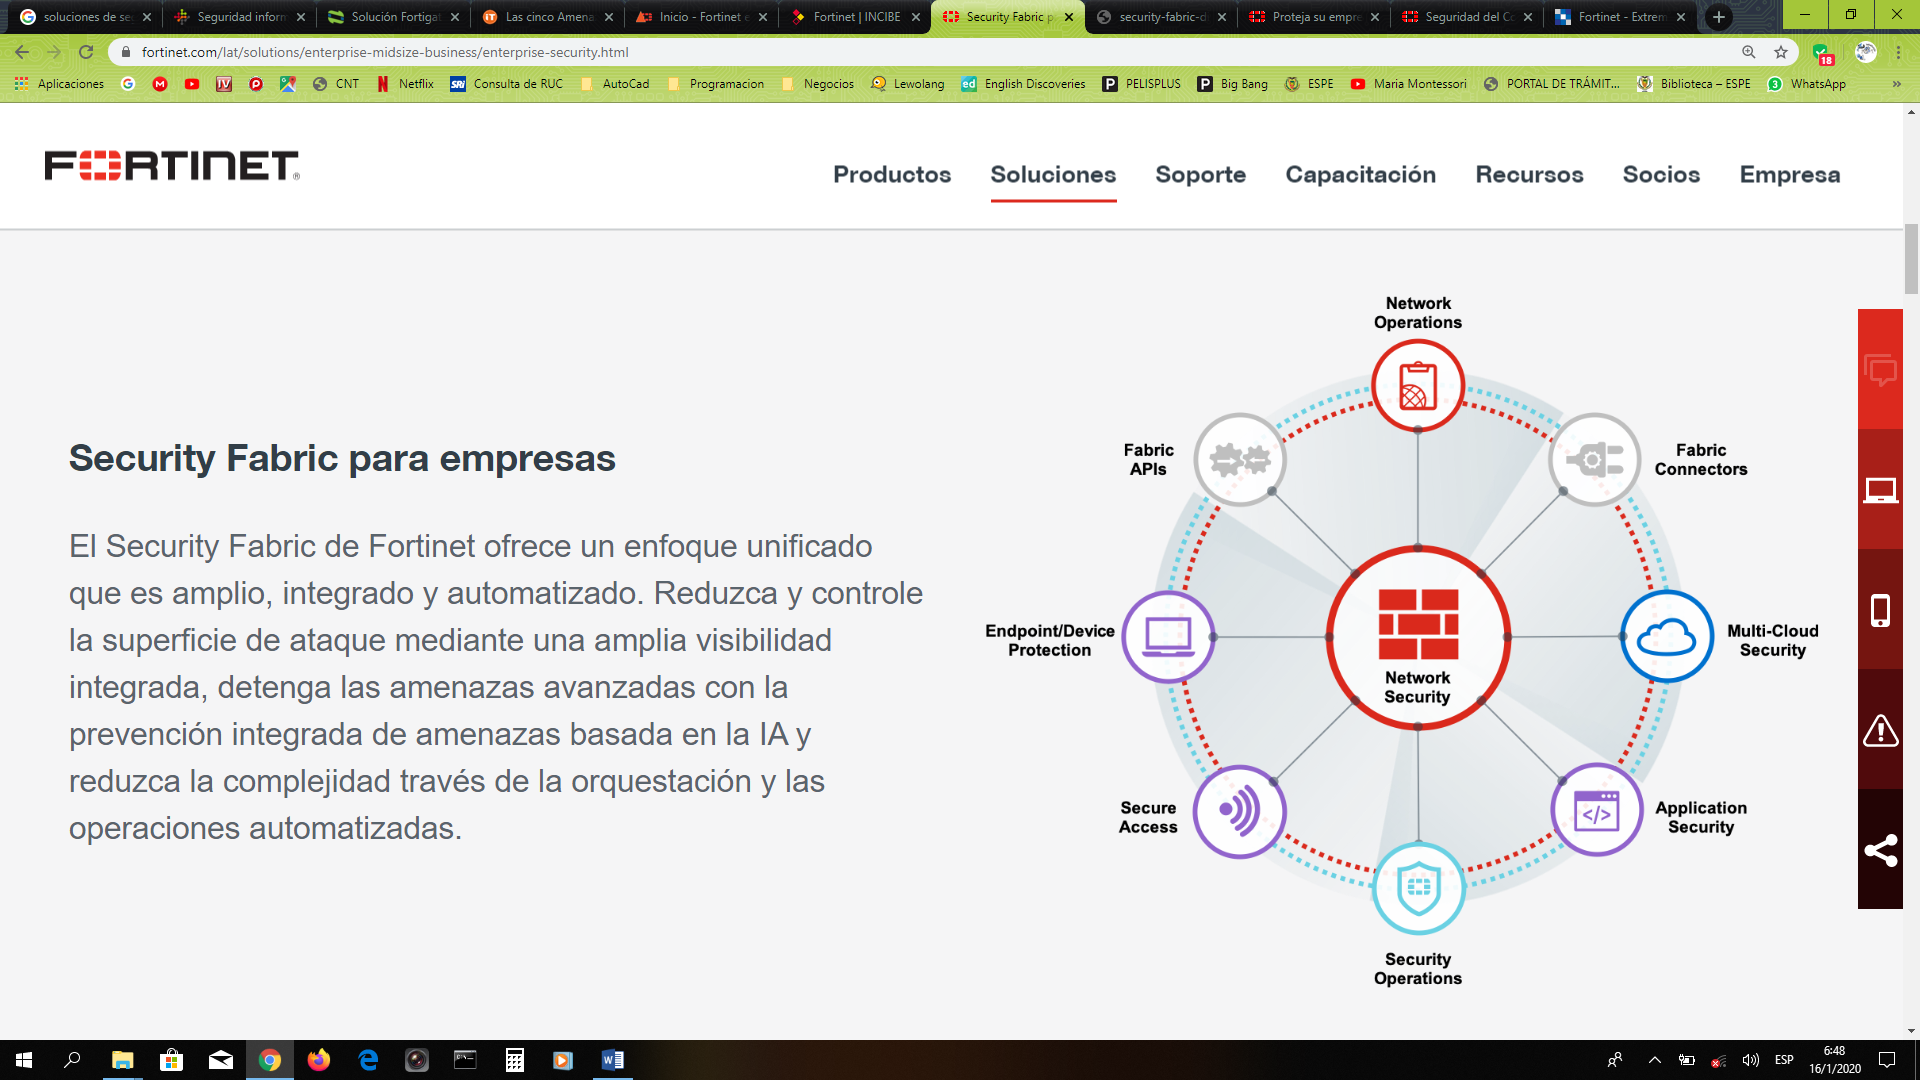 soluciones de se
Seguridad inform
Solución Fortigat
Las cinco Amena
Inicio - Fortinet e
Fortinet | INCIBE
Security Fabric p
security-fabric-d
Proteja su empre
Seguridad del Co
Fortinet - Extrem
fortinet.com/lat/solutions/enterprise-midsize-business/enterprise-security.html
18
Aplicaciones
CNT
Netflix
SRI Consulta de RUC
AutoCad
Programacion
Negocios
Lewolang
ed English Discoveries
P PELISPLUS
P Big Bang
ESPE
Maria Montessori
PORTAL DE TRÁMIT...
Biblioteca – ESPE
3 WhatsApp
»
FORTINET®
Productos
Soluciones
Soporte
Capacitación
Recursos
Socios
Empresa
Security Fabric para empresas
El Security Fabric de Fortinet ofrece un enfoque unificado
que es amplio, integrado y automatizado. Reduzca y controle
la superficie de ataque mediante una amplia visibilidad
integrada, detenga las amenazas avanzadas con la
prevención integrada de amenazas basada en la IA y
reduzca la complejidad través de la orquestación y las
operaciones automatizadas.
Network
Operations
Fabric
APIs
Fabric
Connectors
Endpoint/Device
Protection
Network
Security
Multi-Cloud
Security
Secure
Access
</>
Application
Security
Security
Operations
ESP
6:48
16/1/2020